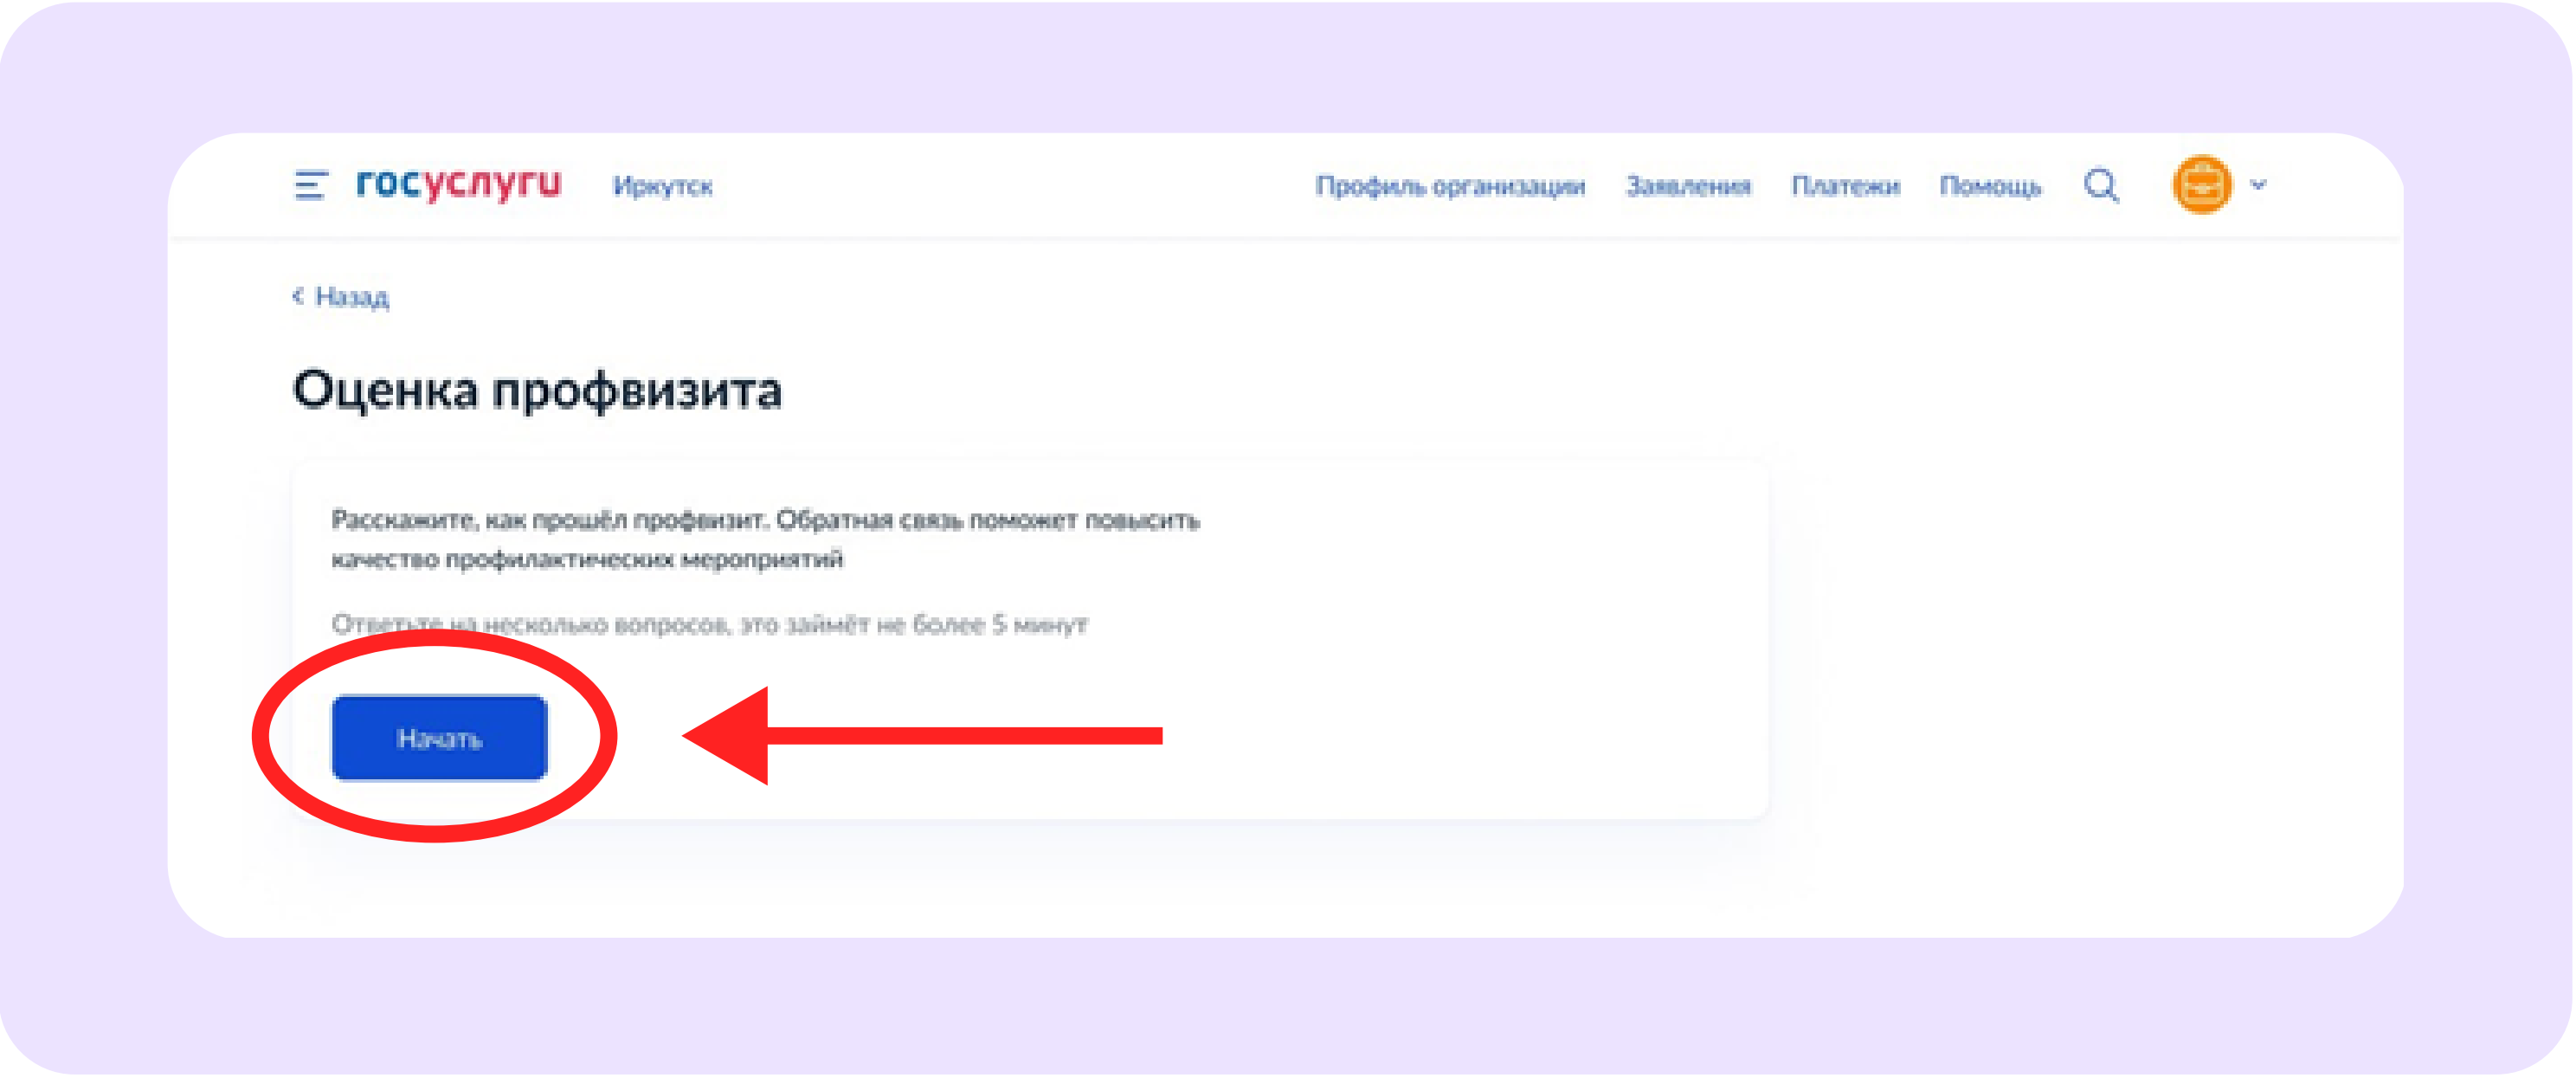 госуслуги Иркутск Профиль организации Заявления Платежи Помощь
Назад
Оценка профвизита
Расскажите, как прошёл профвизит. Обратная связь поможет повысить
качество профилактических мероприятий
Ответьте на несколько вопросов, это займёт не более 5 минут
Начать